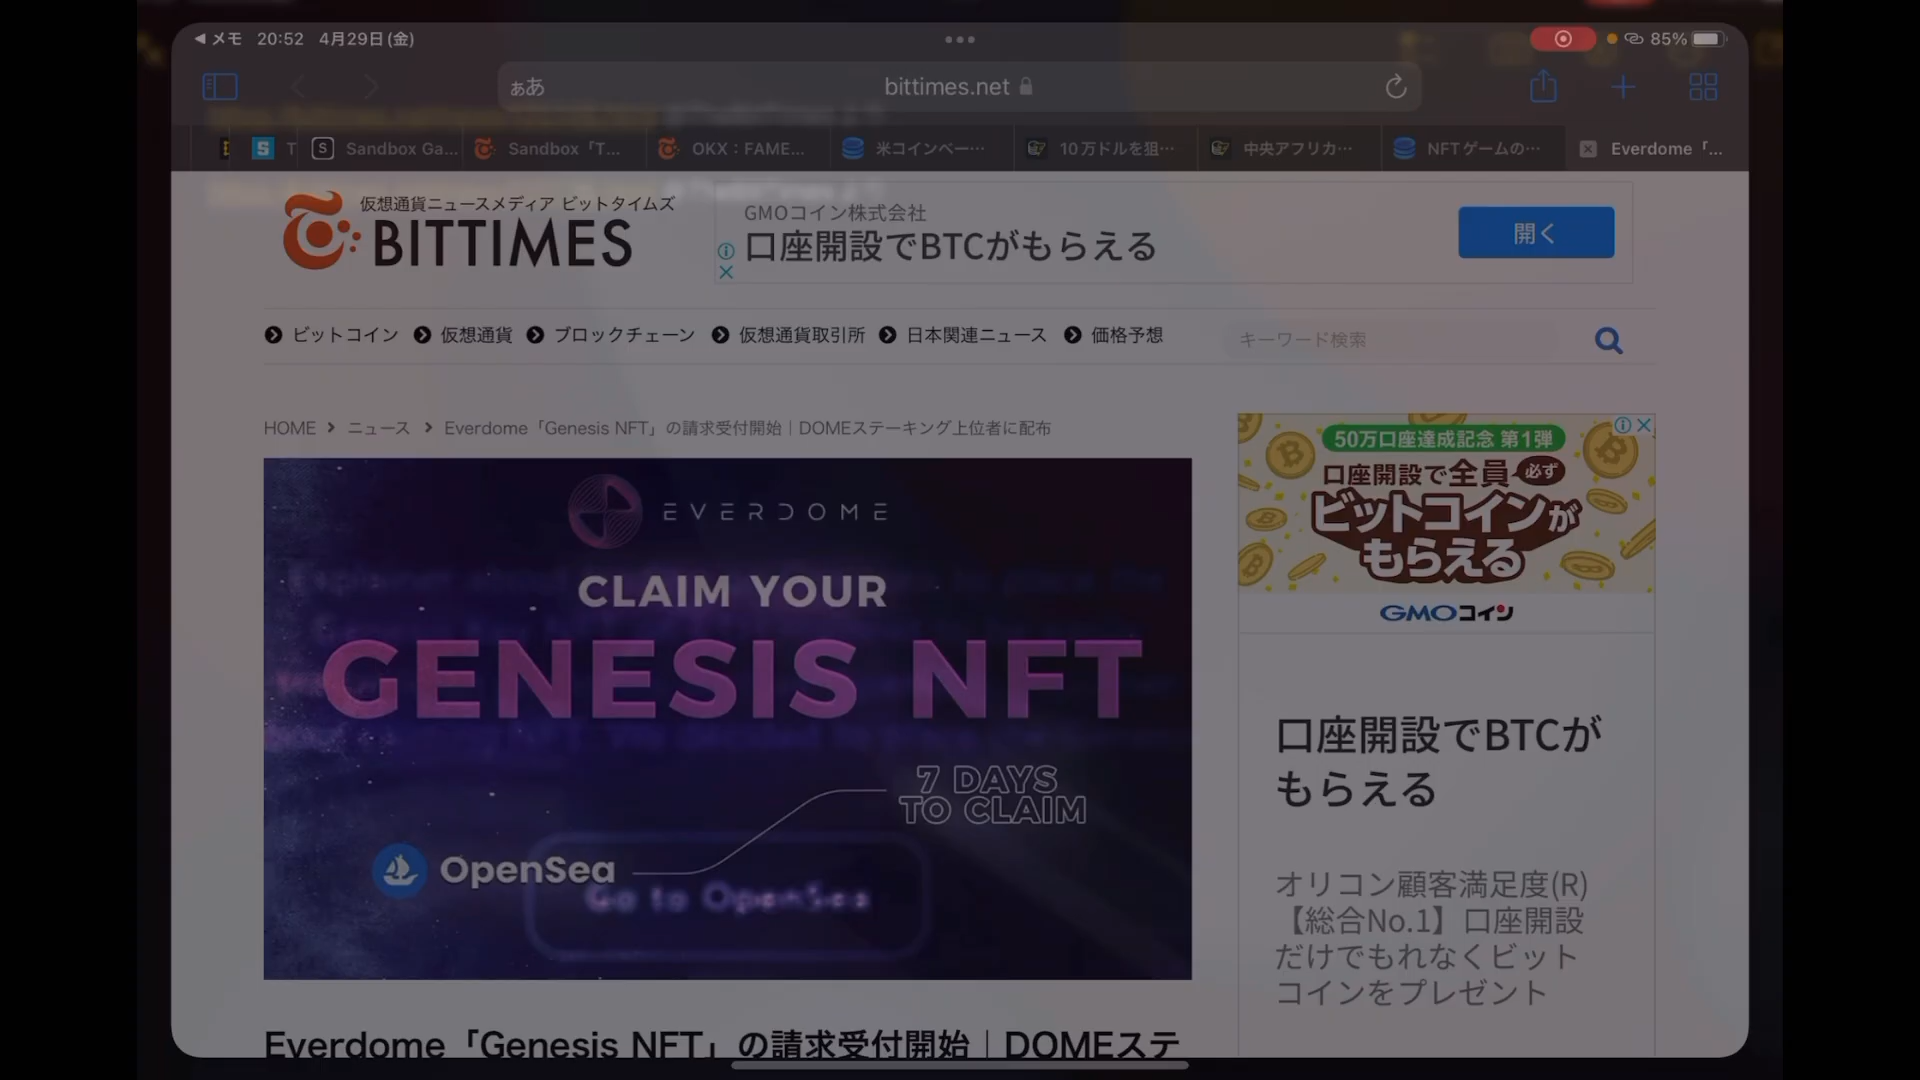 メモ 20:52 4月29日(金)
85%
ぁあ
bittimes.net
T
Sandbox Ga...
Sandbox「T...
OKX：FAME...
米コインベー…
10万ドルを狙…
中央アフリカ…
NFTゲームの…
Everdome「...
仮想通貨ニュースメディア ビットタイムズ
BITTIMES
GMOコイン株式会社
口座開設でBTCがもらえる
開く
ビットコイン
仮想通貨
ブロックチェーン
仮想通貨取引所
日本関連ニュース
価格予想
キーワード検索
HOME
ニュース
Everdome「Genesis NFT」の請求受付開始｜DOMEステーキング上位者に配布
EVERDOME
CLAIM YOUR
GENESIS NFT
7 DAYS
TO CLAIM
OpenSea
Go to OpenSea
50万口座達成記念 第1弾
口座開設で全員必ず
ビットコインが
もらえる
GMOコイン
口座開設でBTCが
もらえる
オリコン顧客満足度(R)
【総合No.1】口座開設
だけでもれなくビット
コインをプレゼント
Everdome「Genesis NFT」の請求受付開始｜DOMEステ